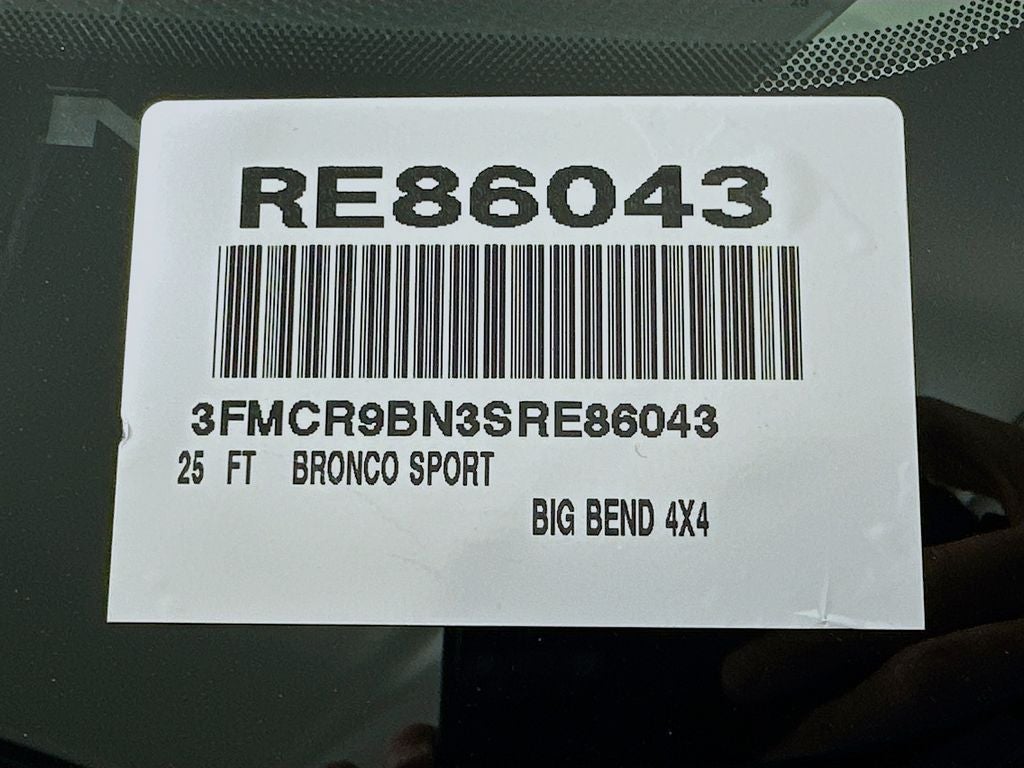 RE86043
3FMCR9BN3SRE86043
25 FT BRONCO SPORT
BIG BEND 4X4